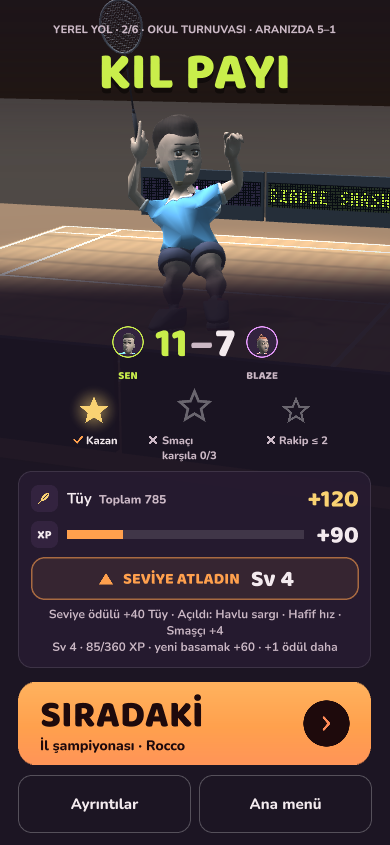 YEREL YOL · 2/6 · OKUL TURNUVASI · ARANIZDA 5–1
KIL PAYI
BIRDIE SMASH
11–7
SEN
BLAZE
Kazan
Smaçı
karşıla 0/3
Rakip ≤ 2
Tüy Toplam 785
+120
XP
+90
SEVİYE ATLADIN Sv 4
Seviye ödülü +40 Tüy · Açıldı: Havlu sargı · Hafif hız ·
Smaşçı +4
Sv 4 · 85/360 XP · yeni basamak +60 · +1 ödül daha
SIRADAKİ
İl şampiyonası · Rocco
Ayrıntılar
Ana menü